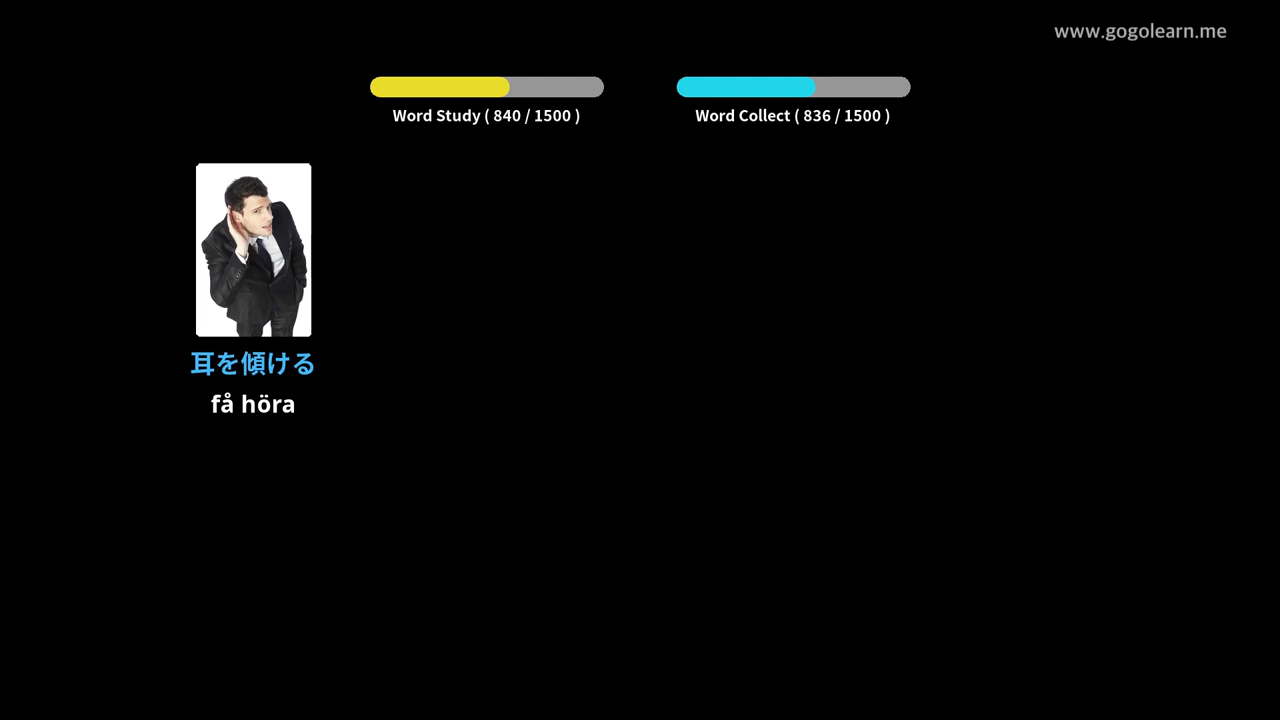 www.gogolearn.me
Word Study ( 840 / 1500 )
Word Collect ( 836 / 1500 )
耳を傾ける
få höra